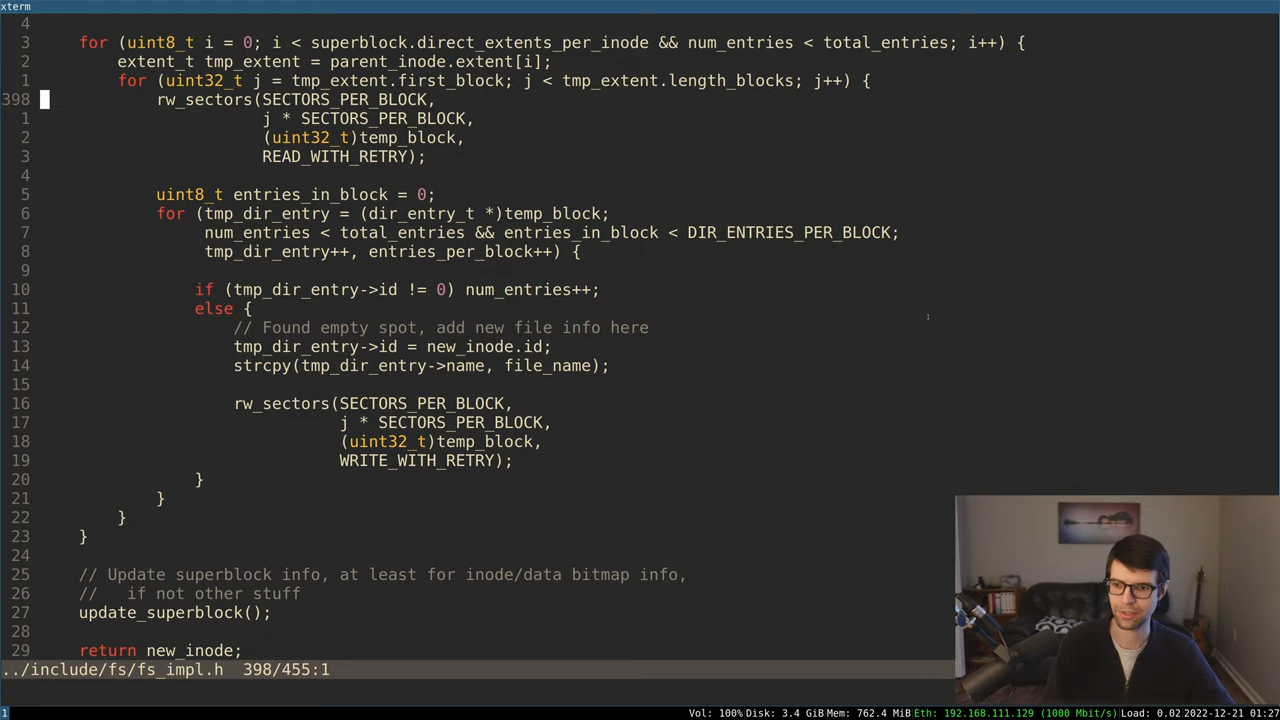 xterm
4
3 for (uint8_t i = 0; i < superblock.direct_extents_per_inode && num_entries < total_entries; i++) {
2 extent_t tmp_extent = parent_inode.extent[i];
1 for (uint32_t j = tmp_extent.first_block; j < tmp_extent.length_blocks; j++) {
398 rw_sectors(SECTORS_PER_BLOCK,
1 j * SECTORS_PER_BLOCK,
2 (uint32_t)temp_block,
3 READ_WITH_RETRY);
4
5 uint8_t entries_in_block = 0;
6 for (tmp_dir_entry = (dir_entry_t *)temp_block;
7 num_entries < total_entries && entries_in_block < DIR_ENTRIES_PER_BLOCK;
8 tmp_dir_entry++, entries_per_block++) {
9
10 if (tmp_dir_entry->id != 0) num_entries++;
11 else {
12 // Found empty spot, add new file info here
13 tmp_dir_entry->id = new_inode.id;
14 strcpy(tmp_dir_entry->name, file_name);
15
16 rw_sectors(SECTORS_PER_BLOCK,
17 j * SECTORS_PER_BLOCK,
18 (uint32_t)temp_block,
19 WRITE_WITH_RETRY);
20 }
21 }
22 }
23 }
24
25 // Update superblock info, at least for inode/data bitmap info,
26 // if not other stuff
27 update_superblock();
28
29 return new_inode;
../include/fs/fs_impl.h 398/455:1
1 Vol: 100% Disk: 3.4 GiB Mem: 762.4 MiB Eth: 192.168.111.129 (1000 Mbit/s) Load: 0.02 2022-12-21 01:27